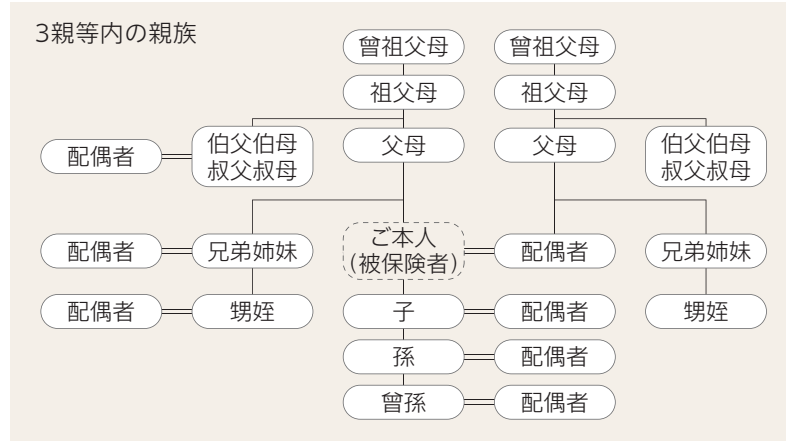 3親等内の親族
曾祖父母
曾祖父母
祖父母
祖父母
配偶者
伯父伯母
叔父叔母
父母
父母
伯父伯母
叔父叔母
配偶者
兄弟姉妹
ご本人
(被保険者)
配偶者
兄弟姉妹
配偶者
甥姪
子
配偶者
甥姪
孫
配偶者
曾孫
配偶者